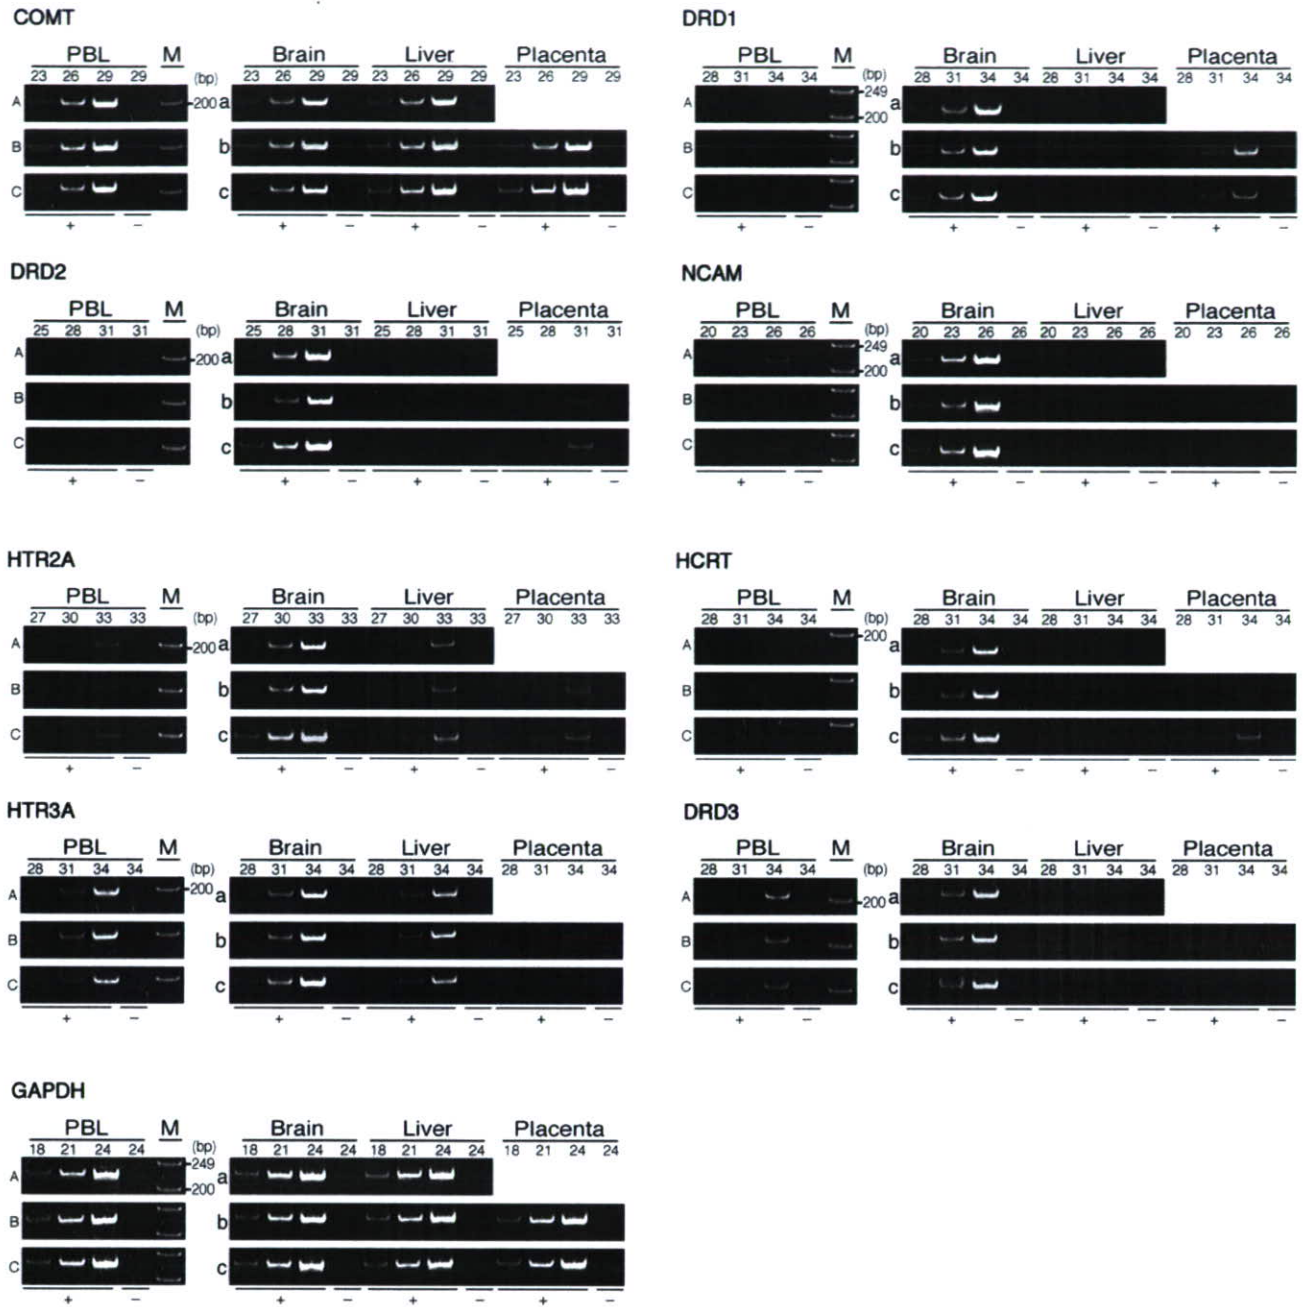 COMT
PBL M Brain Liver Placenta
23 26 29 29 (bp) 23 26 29 29 23 26 29 29 23 26 29 29
A 200 a
B b
C c
+ − + − + − + −
DRD1
PBL M Brain Liver Placenta
28 31 34 34 (bp) 28 31 34 34 28 31 34 34 28 31 34 34
A 249 200 a
B b
C c
+ − + − + − + −
DRD2
PBL M Brain Liver Placenta
25 28 31 31 (bp) 25 28 31 31 25 28 31 31 25 28 31 31
A 200 a
B b
C c
+ − + − + − + −
NCAM
PBL M Brain Liver Placenta
20 23 26 26 (bp) 20 23 26 26 20 23 26 26 20 23 26 26
A 249 200 a
B b
C c
+ − + − + − + −
HTR2A
PBL M Brain Liver Placenta
27 30 33 33 (bp) 27 30 33 33 27 30 33 33 27 30 33 33
A 200 a
B b
C c
+ − + − + − + −
HCRT
PBL M Brain Liver Placenta
28 31 34 34 (bp) 28 31 34 34 28 31 34 34 28 31 34 34
A 200 a
B b
C c
+ − + − + − + −
HTR3A
PBL M Brain Liver Placenta
28 31 34 34 (bp) 28 31 34 34 28 31 34 34 28 31 34 34
A 200 a
B b
C c
+ − + − + − + −
DRD3
PBL M Brain Liver Placenta
28 31 34 34 (bp) 28 31 34 34 28 31 34 34 28 31 34 34
A 200 a
B b
C c
+ − + − + − + −
GAPDH
PBL M Brain Liver Placenta
18 21 24 24 (bp) 18 21 24 24 18 21 24 24 18 21 24 24
A 249 200 a
B b
C c
+ − + − + − + −